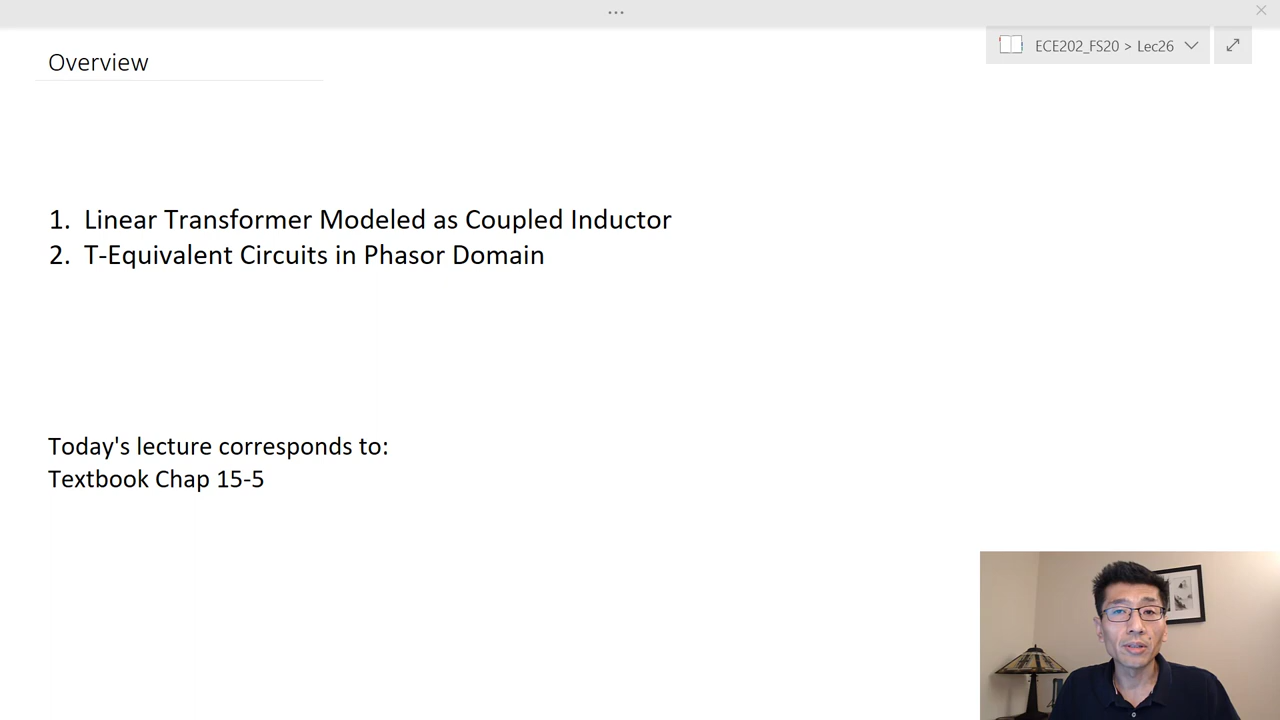 Overview
ECE202_FS20 > Lec26
1. Linear Transformer Modeled as Coupled Inductor
2. T-Equivalent Circuits in Phasor Domain
Today's lecture corresponds to:
Textbook Chap 15-5